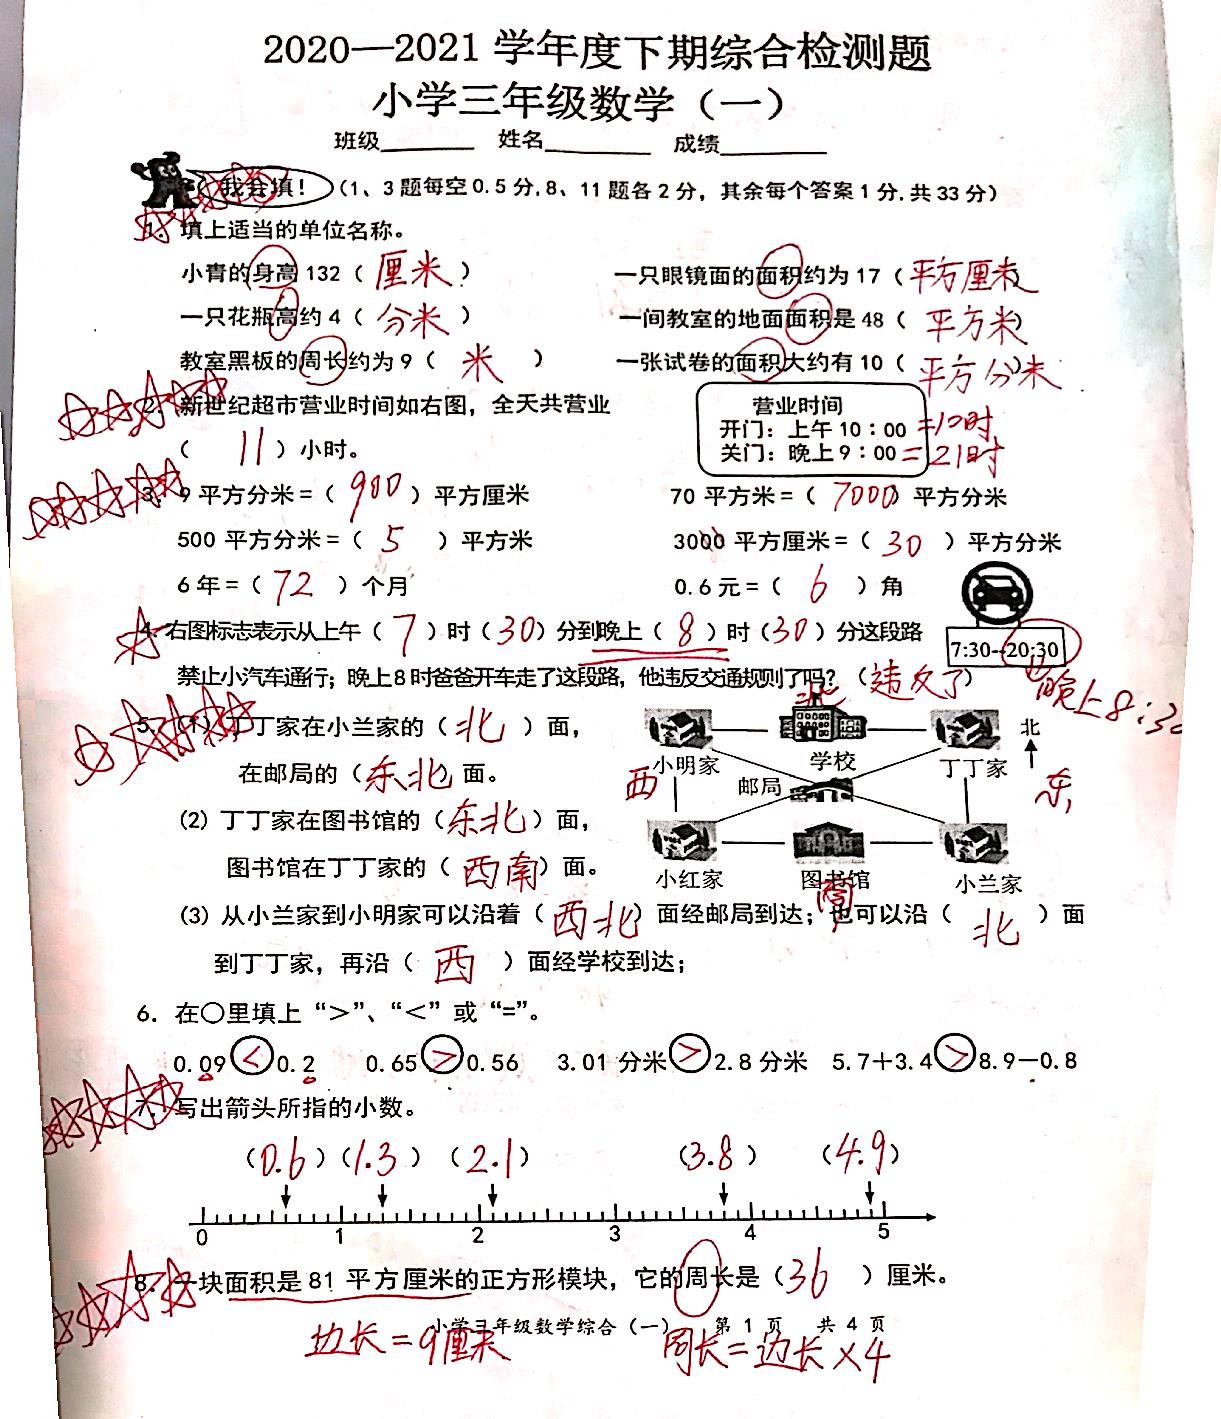 2020—2021 学年度下期综合检测题
小学三年级数学（一）
班级______ 姓名______ 成绩______
我会填！（1、3 题每空 0.5 分, 8、11 题各 2 分，其余每个答案 1 分, 共 33 分）
1. 填上适当的单位名称。
小青的身高 132（ 厘米 ） 一只眼镜面的面积约为 17（ 平方厘米 ）
一只花瓶高约 4（ 分米 ） 一间教室的地面面积是 48（ 平方米 ）
教室黑板的周长约为 9（ 米 ） 一张试卷的面积大约有 10（ 平方分米 ）
2. 新世纪超市营业时间如右图，全天共营业
（ 11 ）小时。
营业时间
开门：上午 10：00 =10时
关门：晚上 9：00 =21时
3. 9 平方分米＝（ 900 ）平方厘米 70 平方米＝（ 7000 ）平方分米
500 平方分米＝（ 5 ）平方米 3000 平方厘米＝（ 30 ）平方分米
6 年＝（ 72 ）个月 0.6 元＝（ 6 ）角
4. 右图标志表示从上午（ 7 ）时（ 30 ）分到晚上（ 8 ）时（ 30 ）分这段路
7:30--20:30
禁止小汽车通行；晚上 8 时爸爸开车走了这段路，他违反交通规则了吗？（ 违反了 ）
晚上8:30
5. (1) 丁丁家在小兰家的（ 北 ）面，
在邮局的（ 东北 ）面。
(2) 丁丁家在图书馆的（ 东北 ）面，
图书馆在丁丁家的（ 西南 ）面。
北
小明家 学校 丁丁家 北
西 邮局 东
小红家 图书馆 小兰家
南
(3) 从小兰家到小明家可以沿着（ 西北 ）面经邮局到达；也可以沿（ 北 ）面
到丁丁家，再沿（ 西 ）面经学校到达；
6. 在○里填上“＞”、“＜”或“=”。
0.09 < 0.2 0.65 > 0.56 3.01 分米 > 2.8 分米 5.7＋3.4 > 8.9－0.8
7. 写出箭头所指的小数。
（0.6）（1.3）（2.1） （3.8） （4.9）
0 1 2 3 4 5
8. 一块面积是 81 平方厘米的正方形模块，它的周长是（ 36 ）厘米。
小学三年级数学综合（一） 第 1 页 共 4 页
边长=9厘米 周长=边长×4